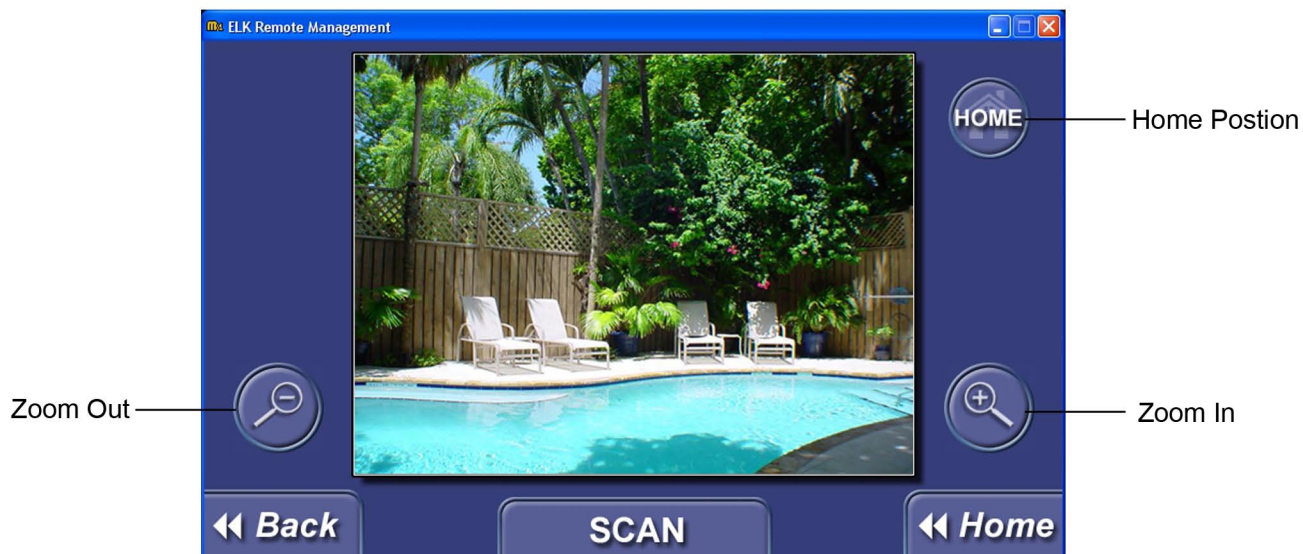 ELK Remote Management
HOME
Home Postion
Zoom Out
Zoom In
Back
SCAN
Home